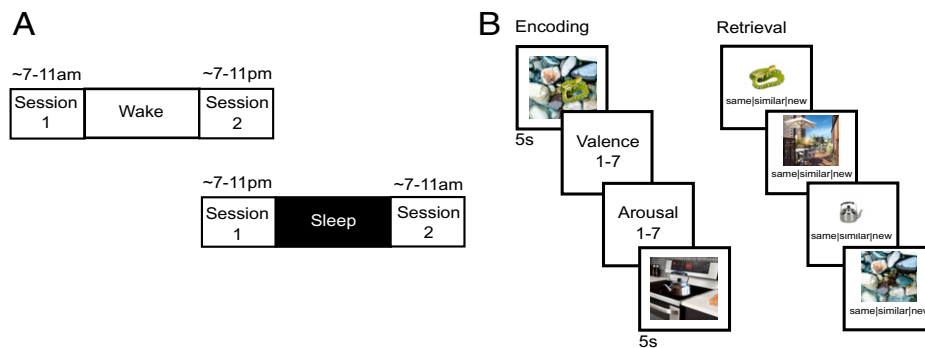 A
~7-11am
~7-11pm
Session
1
Wake
Session
2
~7-11pm
~7-11am
Session
1
Sleep
Session
2
B
Encoding
5s
Valence
1-7
Arousal
1-7
5s
Retrieval
same|similar|new
same|similar|new
same|similar|new
same|similar|new